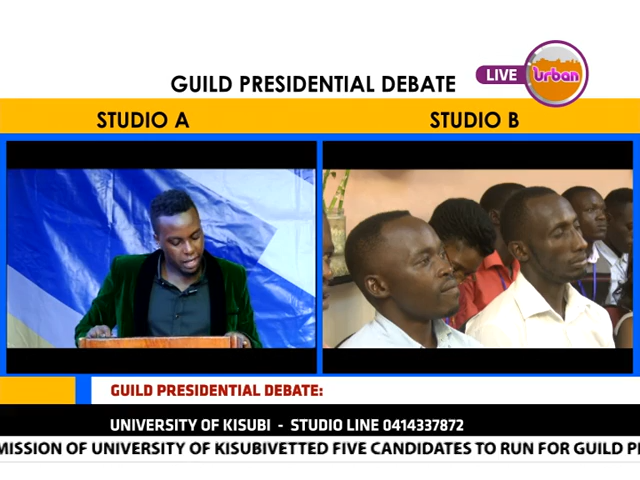 LIVE
urban
GUILD PRESIDENTIAL DEBATE
STUDIO A
STUDIO B
GUILD PRESIDENTIAL DEBATE:
UNIVERSITY OF KISUBI - STUDIO LINE 0414337872
MISSION OF UNIVERSITY OF KISUBIVETTED FIVE CANDIDATES TO RUN FOR GUILD